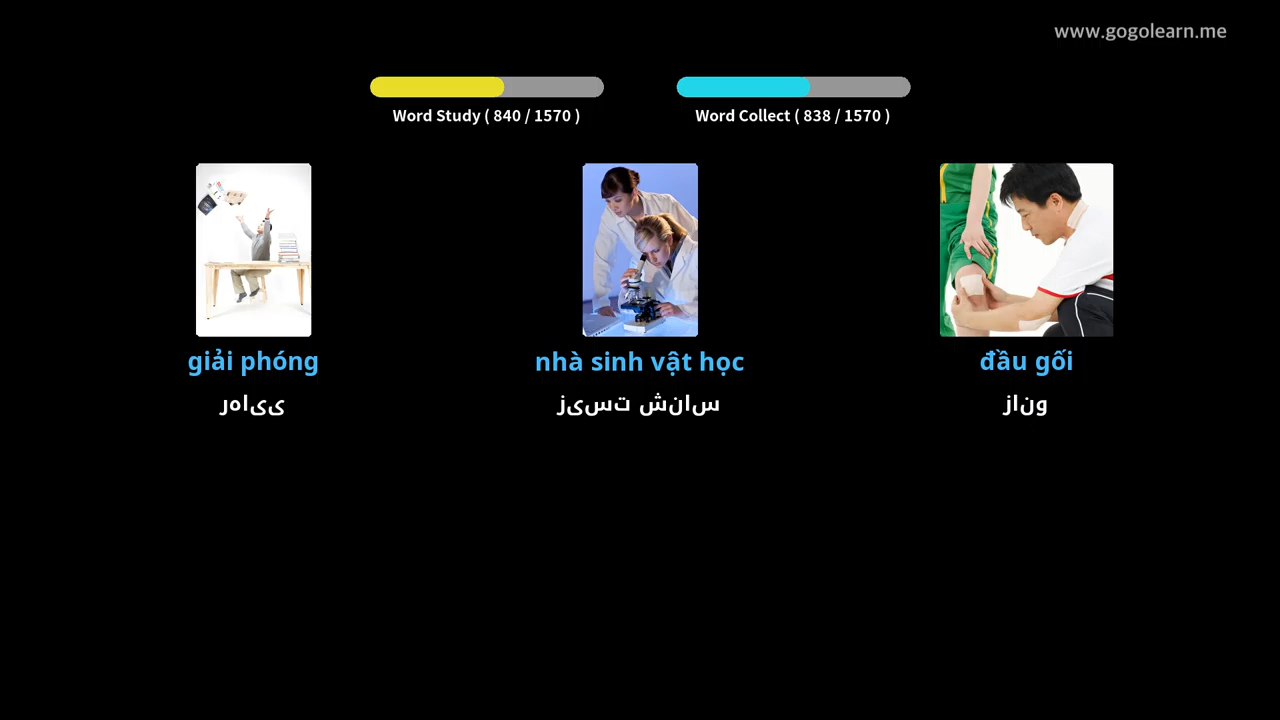 www.gogolearn.me
Word Study ( 840 / 1570 )
Word Collect ( 838 / 1570 )
giải phóng
رهایی
nhà sinh vật học
زیست شناس
đầu gối
زانو